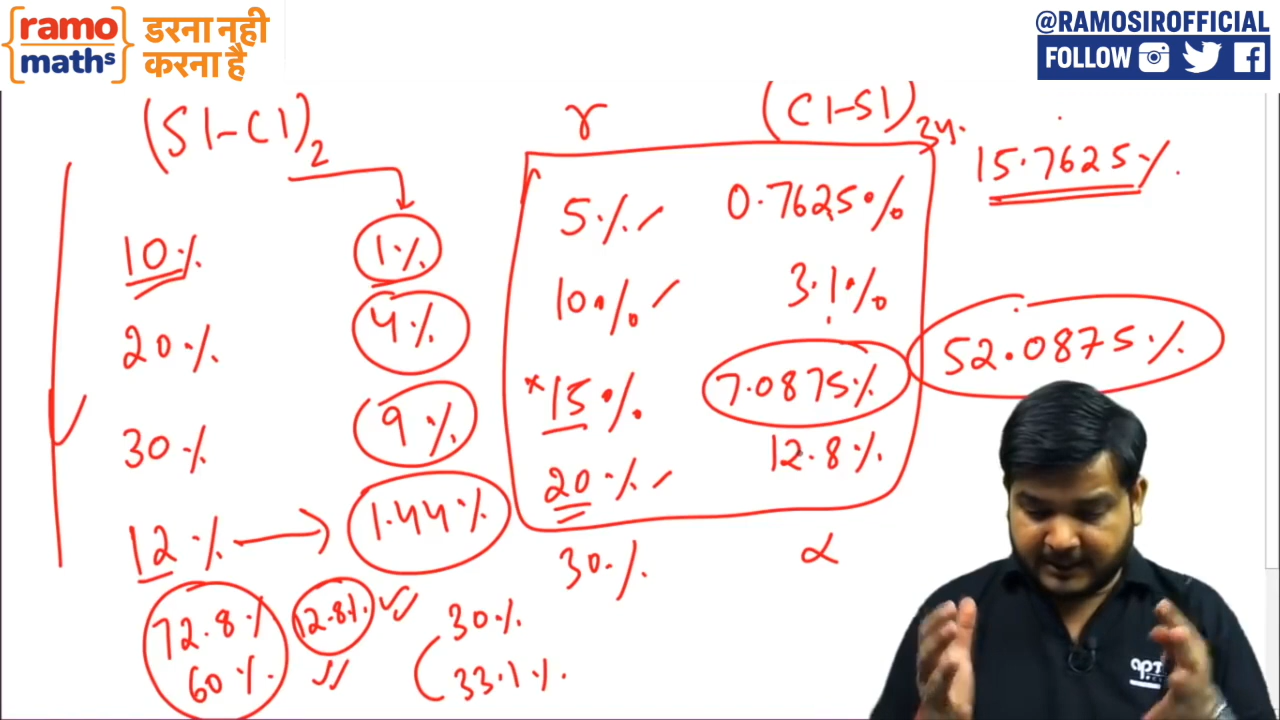 ramo
maths
डरना नही
करना है
@RAMOSIROFFICIAL
FOLLOW
(SI-CI)2
r
(CI-SI)3y.
10% 1%
20% 4%
30% 9%
12% → 1.44%
5% 0.7625%
10% 3.1%
*15% 7.0875%
20% 12.8%
30% α
15.7625%
52.0875%
72.8% 12.8%
60%
30%
33.1%